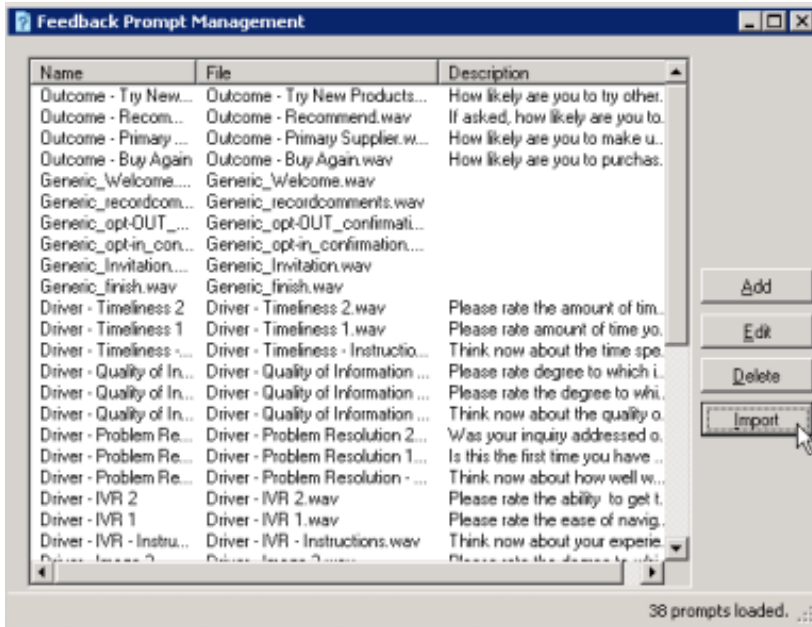 Feedback Prompt Management
Name File Description
Outcome - Try New... Outcome - Try New Products... How likely are you to try other.
Outcome - Recom... Outcome - Recommend.wav If asked, how likely are you to.
Outcome - Primary ... Outcome - Primary Supplier.w... How likely are you to make u..
Outcome - Buy Again Outcome - Buy Again.wav How likely are you to purchas.
Generic_Welcome.... Generic_Welcome.wav
Generic_recordcom... Generic_recordcomments.wav
Generic_opt-OUT_... Generic_opt-OUT_confirmati...
Generic_opt-in_con... Generic_opt-in_confirmation....
Generic_Invitation.... Generic_Invitation.wav
Generic_finish.wav Generic_finish.wav
Add
Driver - Timeliness 2 Driver - Timeliness 2.wav Please rate the amount of tim..
Driver - Timeliness 1 Driver - Timeliness 1.wav Please rate amount of time yo.
Edit
Driver - Timeliness -... Driver - Timeliness - Instructio... Think now about the time spe.
Driver - Quality of In... Driver - Quality of Information ... Please rate degree to which i..
Delete
Driver - Quality of In... Driver - Quality of Information ... Please rate the degree to whi..
Driver - Quality of In... Driver - Quality of Information ... Think now about the quality o.
Import
Driver - Problem Re... Driver - Problem Resolution 2... Was your inquiry addressed o.
Driver - Problem Re... Driver - Problem Resolution 1... Is this the first time you have ..
Driver - Problem Re... Driver - Problem Resolution - ... Think now about how well w...
Driver - IVR 2 Driver - IVR 2.wav Please rate the ability to get t.
Driver - IVR 1 Driver - IVR 1.wav Please rate the ease of navig..
Driver - IVR - Instru... Driver - IVR - Instructions.wav Think now about your experie.
38 prompts loaded.